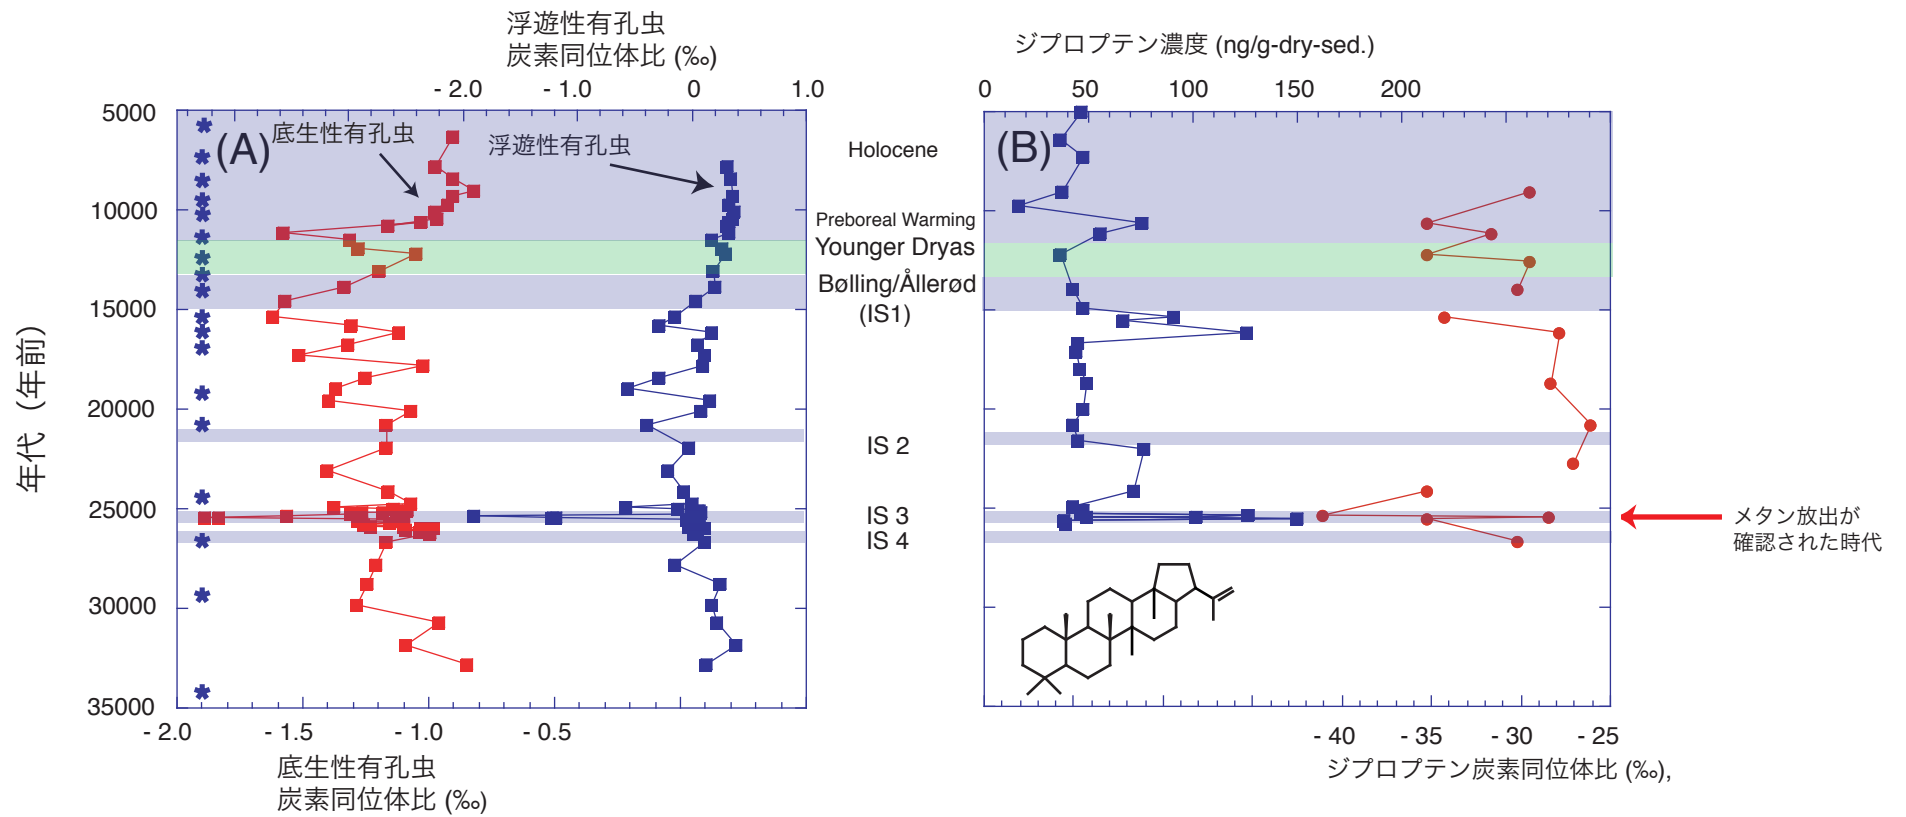 浮遊性有孔虫
炭素同位体比 (‰)
- 2.0 - 1.0 0 1.0
ジプロプテン濃度 (ng/g-dry-sed.)
0 50 100 150 200
年代（年前）
5000
10000
15000
20000
25000
30000
35000
(A)
底生性有孔虫
浮遊性有孔虫
Holocene
Preboreal Warming
Younger Dryas
Bølling/Ållerød
(IS1)
IS 2
IS 3
IS 4
(B)
メタン放出が
確認された時代
- 2.0 - 1.5 - 1.0 - 0.5
底生性有孔虫
炭素同位体比 (‰)
- 40 - 35 - 30 - 25
ジプロプテン炭素同位体比 (‰),